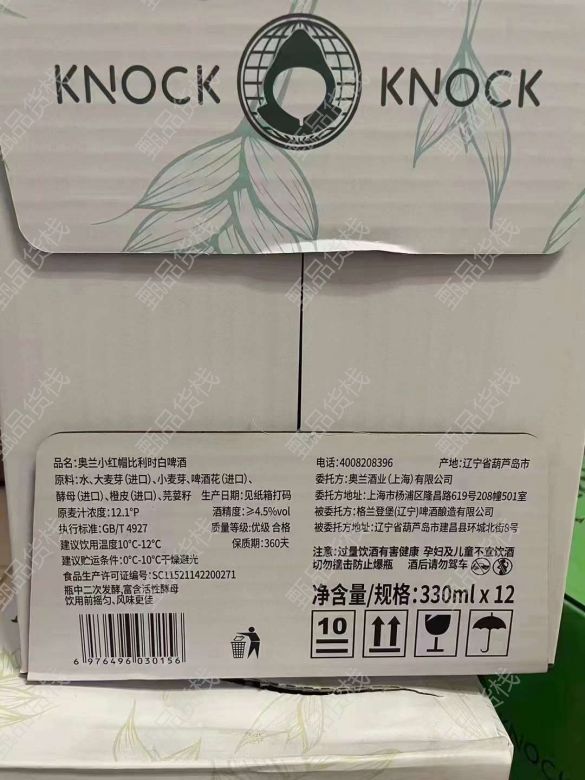 KNOCK KNOCK
品名:奥兰小红帽比利时白啤酒
原料:水、大麦芽(进口)、小麦芽、啤酒花(进口)、
酵母(进口)、橙皮(进口)、芫荽籽 生产日期:见纸箱打码
原麦汁浓度:12.1°P 酒精度:≥4.5%vol
执行标准:GB/T 4927 质量等级:优级 合格
建议饮用温度10°C-12°C 保质期:360天
建议贮运条件:0°C-10°C干燥避光
食品生产许可证编号:SC11521142200271
瓶中二次发酵,富含活性酵母
饮用前摇匀、风味更佳
6 976496 030156
电话:4008208396 产地:辽宁省葫芦岛市
委托方:奥兰酒业(上海)有限公司
委托方地址:上海市杨浦区隆昌路619号208幢501室
被委托方:格兰登堡(辽宁)啤酒酿造有限公司
被委托方地址:辽宁省葫芦岛市建昌县环城北街8号
注意:过量饮酒有害健康 孕妇及儿童不宜饮酒
切勿撞击防止爆瓶 酒后请勿驾车
净含量/规格:330ml x 12
10
KNOCK
甄品货栈